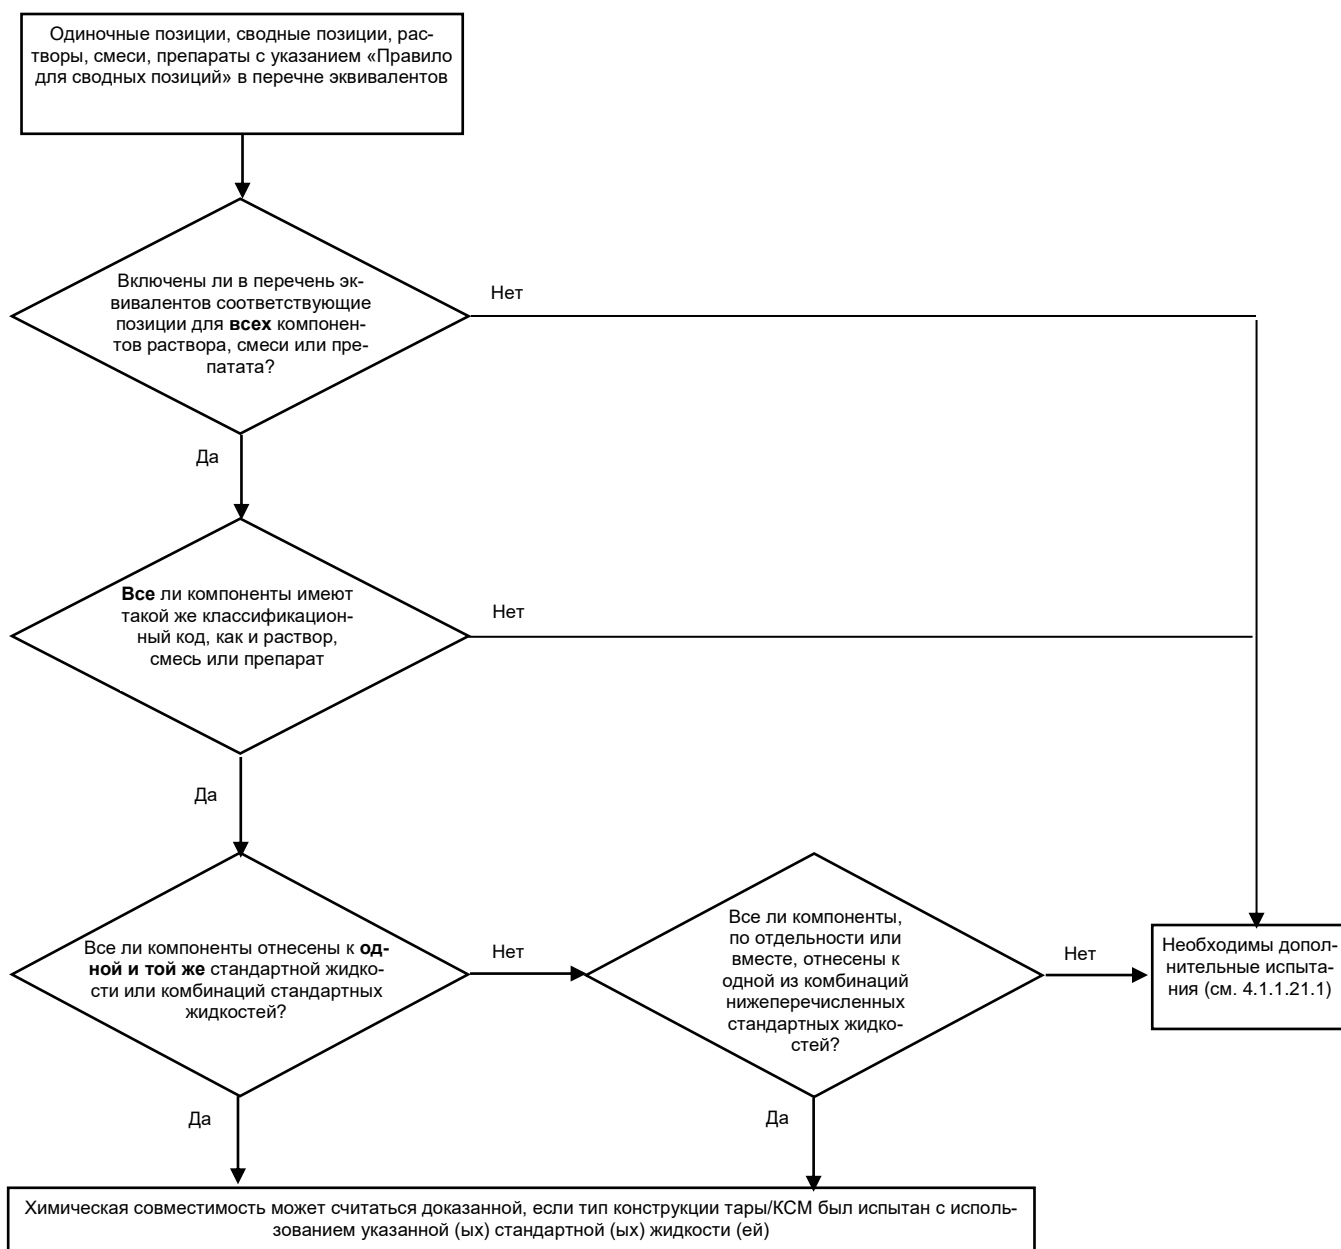 Одиночные позиции, сводные позиции, рас-
творы, смеси, препараты с указанием «Правило
для сводных позиций» в перечне эквивалентов
Включены ли в перечень эк-
вивалентов соответствующие
позиции для всех компонен-
тов раствора, смеси или пре-
патата?
Нет
Да
Все ли компоненты имеют
такой же классификацион-
ный код, как и раствор,
смесь или препарат
Нет
Да
Все ли компоненты отнесены к од-
ной и той же стандартной жидко-
сти или комбинаций стандартных
жидкостей?
Нет
Все ли компоненты,
по отдельности или
вместе, отнесены к
одной из комбинаций
нижеперечисленных
стандартных жидко-
стей?
Нет
Необходимы допол-
нительные испыта-
ния (см. 4.1.1.21.1)
Да
Да
Химическая совместимость может считаться доказанной, если тип конструкции тары/КСМ был испытан с исполь-
зованием указанной (ых) стандартной (ых) жидкости (ей)